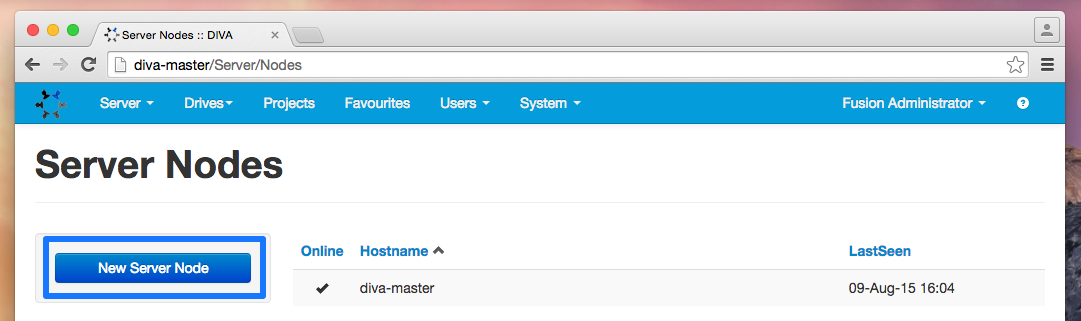 Server Nodes :: DIVA
diva-master/Server/Nodes
Server Drives Projects Favourites Users System Fusion Administrator
Server Nodes
New Server Node
Online Hostname LastSeen
diva-master 09-Aug-15 16:04